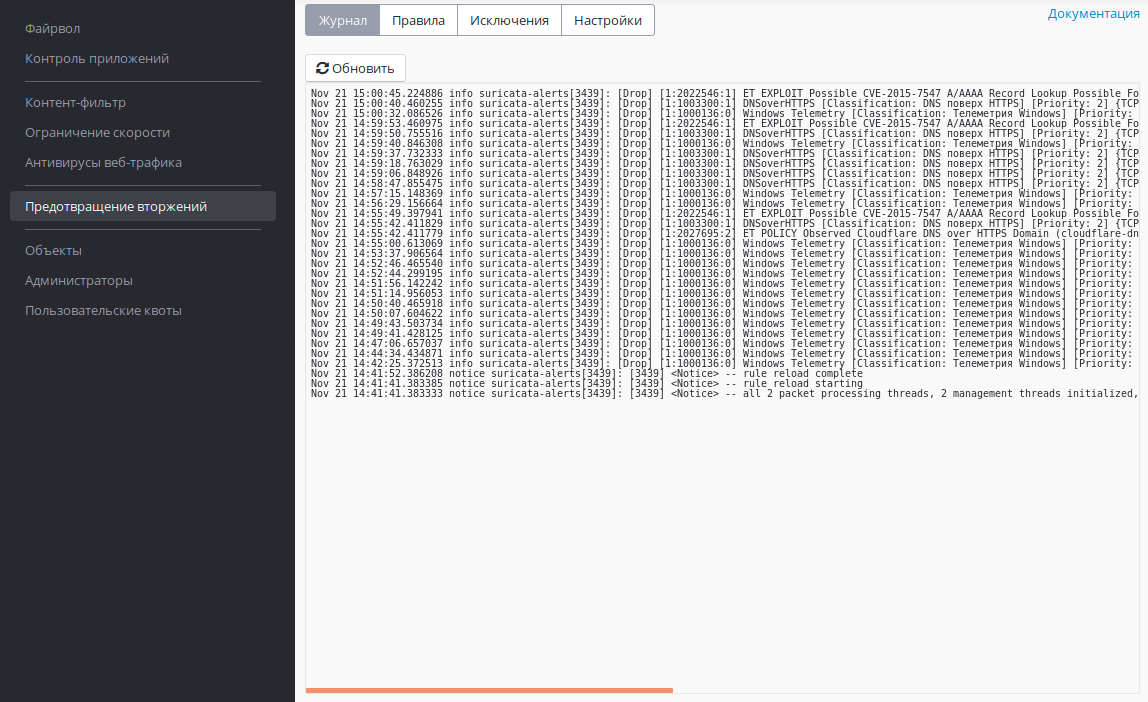 Файрвол
Контроль приложений
Контент-фильтр
Ограничение скорости
Антивирусы веб-трафика
Предотвращение вторжений
Объекты
Администраторы
Пользовательские квоты
Журнал
Правила
Исключения
Настройки
Документация
Обновить
Nov 21 15:00:45.224886 info suricata-alerts[3439]: [Drop] [1:2022546:1] ET EXPLOIT Possible CVE-2015-7547 A/AAAA Record Lookup Possible Fo
Nov 21 15:00:40.460255 info suricata-alerts[3439]: [Drop] [1:1003300:1] DNSoverHTTPS [Classification: DNS поверх HTTPS] [Priority: 2] {TCP
Nov 21 15:00:32.086526 info suricata-alerts[3439]: [Drop] [1:1000136:0] Windows Telemetry [Classification: Телеметрия Windows] [Priority:
Nov 21 14:59:53.460975 info suricata-alerts[3439]: [Drop] [1:2022546:1] ET EXPLOIT Possible CVE-2015-7547 A/AAAA Record Lookup Possible Fo
Nov 21 14:59:50.755516 info suricata-alerts[3439]: [Drop] [1:1003300:1] DNSoverHTTPS [Classification: DNS поверх HTTPS] [Priority: 2] {TCP
Nov 21 14:59:40.846308 info suricata-alerts[3439]: [Drop] [1:1000136:0] Windows Telemetry [Classification: Телеметрия Windows] [Priority:
Nov 21 14:59:37.732333 info suricata-alerts[3439]: [Drop] [1:1003300:1] DNSoverHTTPS [Classification: DNS поверх HTTPS] [Priority: 2] {TCP
Nov 21 14:59:18.763029 info suricata-alerts[3439]: [Drop] [1:1003300:1] DNSoverHTTPS [Classification: DNS поверх HTTPS] [Priority: 2] {TCP
Nov 21 14:59:06.848926 info suricata-alerts[3439]: [Drop] [1:1003300:1] DNSoverHTTPS [Classification: DNS поверх HTTPS] [Priority: 2] {TCP
Nov 21 14:58:47.855475 info suricata-alerts[3439]: [Drop] [1:1003300:1] DNSoverHTTPS [Classification: DNS поверх HTTPS] [Priority: 2] {TCP
Nov 21 14:57:15.148369 info suricata-alerts[3439]: [Drop] [1:1000136:0] Windows Telemetry [Classification: Телеметрия Windows] [Priority:
Nov 21 14:56:29.156664 info suricata-alerts[3439]: [Drop] [1:1000136:0] Windows Telemetry [Classification: Телеметрия Windows] [Priority:
Nov 21 14:55:49.397941 info suricata-alerts[3439]: [Drop] [1:2022546:1] ET EXPLOIT Possible CVE-2015-7547 A/AAAA Record Lookup Possible Fo
Nov 21 14:55:42.411829 info suricata-alerts[3439]: [Drop] [1:1003300:1] DNSoverHTTPS [Classification: DNS поверх HTTPS] [Priority: 2] {TCP
Nov 21 14:55:42.411779 info suricata-alerts[3439]: [Drop] [1:2027695:2] ET POLICY Observed Cloudflare DNS over HTTPS Domain (cloudflare-dn
Nov 21 14:55:00.613069 info suricata-alerts[3439]: [Drop] [1:1000136:0] Windows Telemetry [Classification: Телеметрия Windows] [Priority:
Nov 21 14:53:37.906564 info suricata-alerts[3439]: [Drop] [1:1000136:0] Windows Telemetry [Classification: Телеметрия Windows] [Priority:
Nov 21 14:52:46.465540 info suricata-alerts[3439]: [Drop] [1:1000136:0] Windows Telemetry [Classification: Телеметрия Windows] [Priority:
Nov 21 14:52:44.299195 info suricata-alerts[3439]: [Drop] [1:1000136:0] Windows Telemetry [Classification: Телеметрия Windows] [Priority:
Nov 21 14:51:56.142242 info suricata-alerts[3439]: [Drop] [1:1000136:0] Windows Telemetry [Classification: Телеметрия Windows] [Priority:
Nov 21 14:51:14.956053 info suricata-alerts[3439]: [Drop] [1:1000136:0] Windows Telemetry [Classification: Телеметрия Windows] [Priority:
Nov 21 14:50:40.465918 info suricata-alerts[3439]: [Drop] [1:1000136:0] Windows Telemetry [Classification: Телеметрия Windows] [Priority:
Nov 21 14:50:07.604622 info suricata-alerts[3439]: [Drop] [1:1000136:0] Windows Telemetry [Classification: Телеметрия Windows] [Priority:
Nov 21 14:49:43.503734 info suricata-alerts[3439]: [Drop] [1:1000136:0] Windows Telemetry [Classification: Телеметрия Windows] [Priority:
Nov 21 14:49:41.428125 info suricata-alerts[3439]: [Drop] [1:1000136:0] Windows Telemetry [Classification: Телеметрия Windows] [Priority:
Nov 21 14:47:06.657037 info suricata-alerts[3439]: [Drop] [1:1000136:0] Windows Telemetry [Classification: Телеметрия Windows] [Priority:
Nov 21 14:44:34.434871 info suricata-alerts[3439]: [Drop] [1:1000136:0] Windows Telemetry [Classification: Телеметрия Windows] [Priority:
Nov 21 14:42:25.372513 info suricata-alerts[3439]: [Drop] [1:1000136:0] Windows Telemetry [Classification: Телеметрия Windows] [Priority:
Nov 21 14:41:52.386208 notice suricata-alerts[3439]: [3439] <Notice> -- rule reload complete
Nov 21 14:41:41.383385 notice suricata-alerts[3439]: [3439] <Notice> -- rule reload starting
Nov 21 14:41:41.383333 notice suricata-alerts[3439]: [3439] <Notice> -- all 2 packet processing threads, 2 management threads initialized,